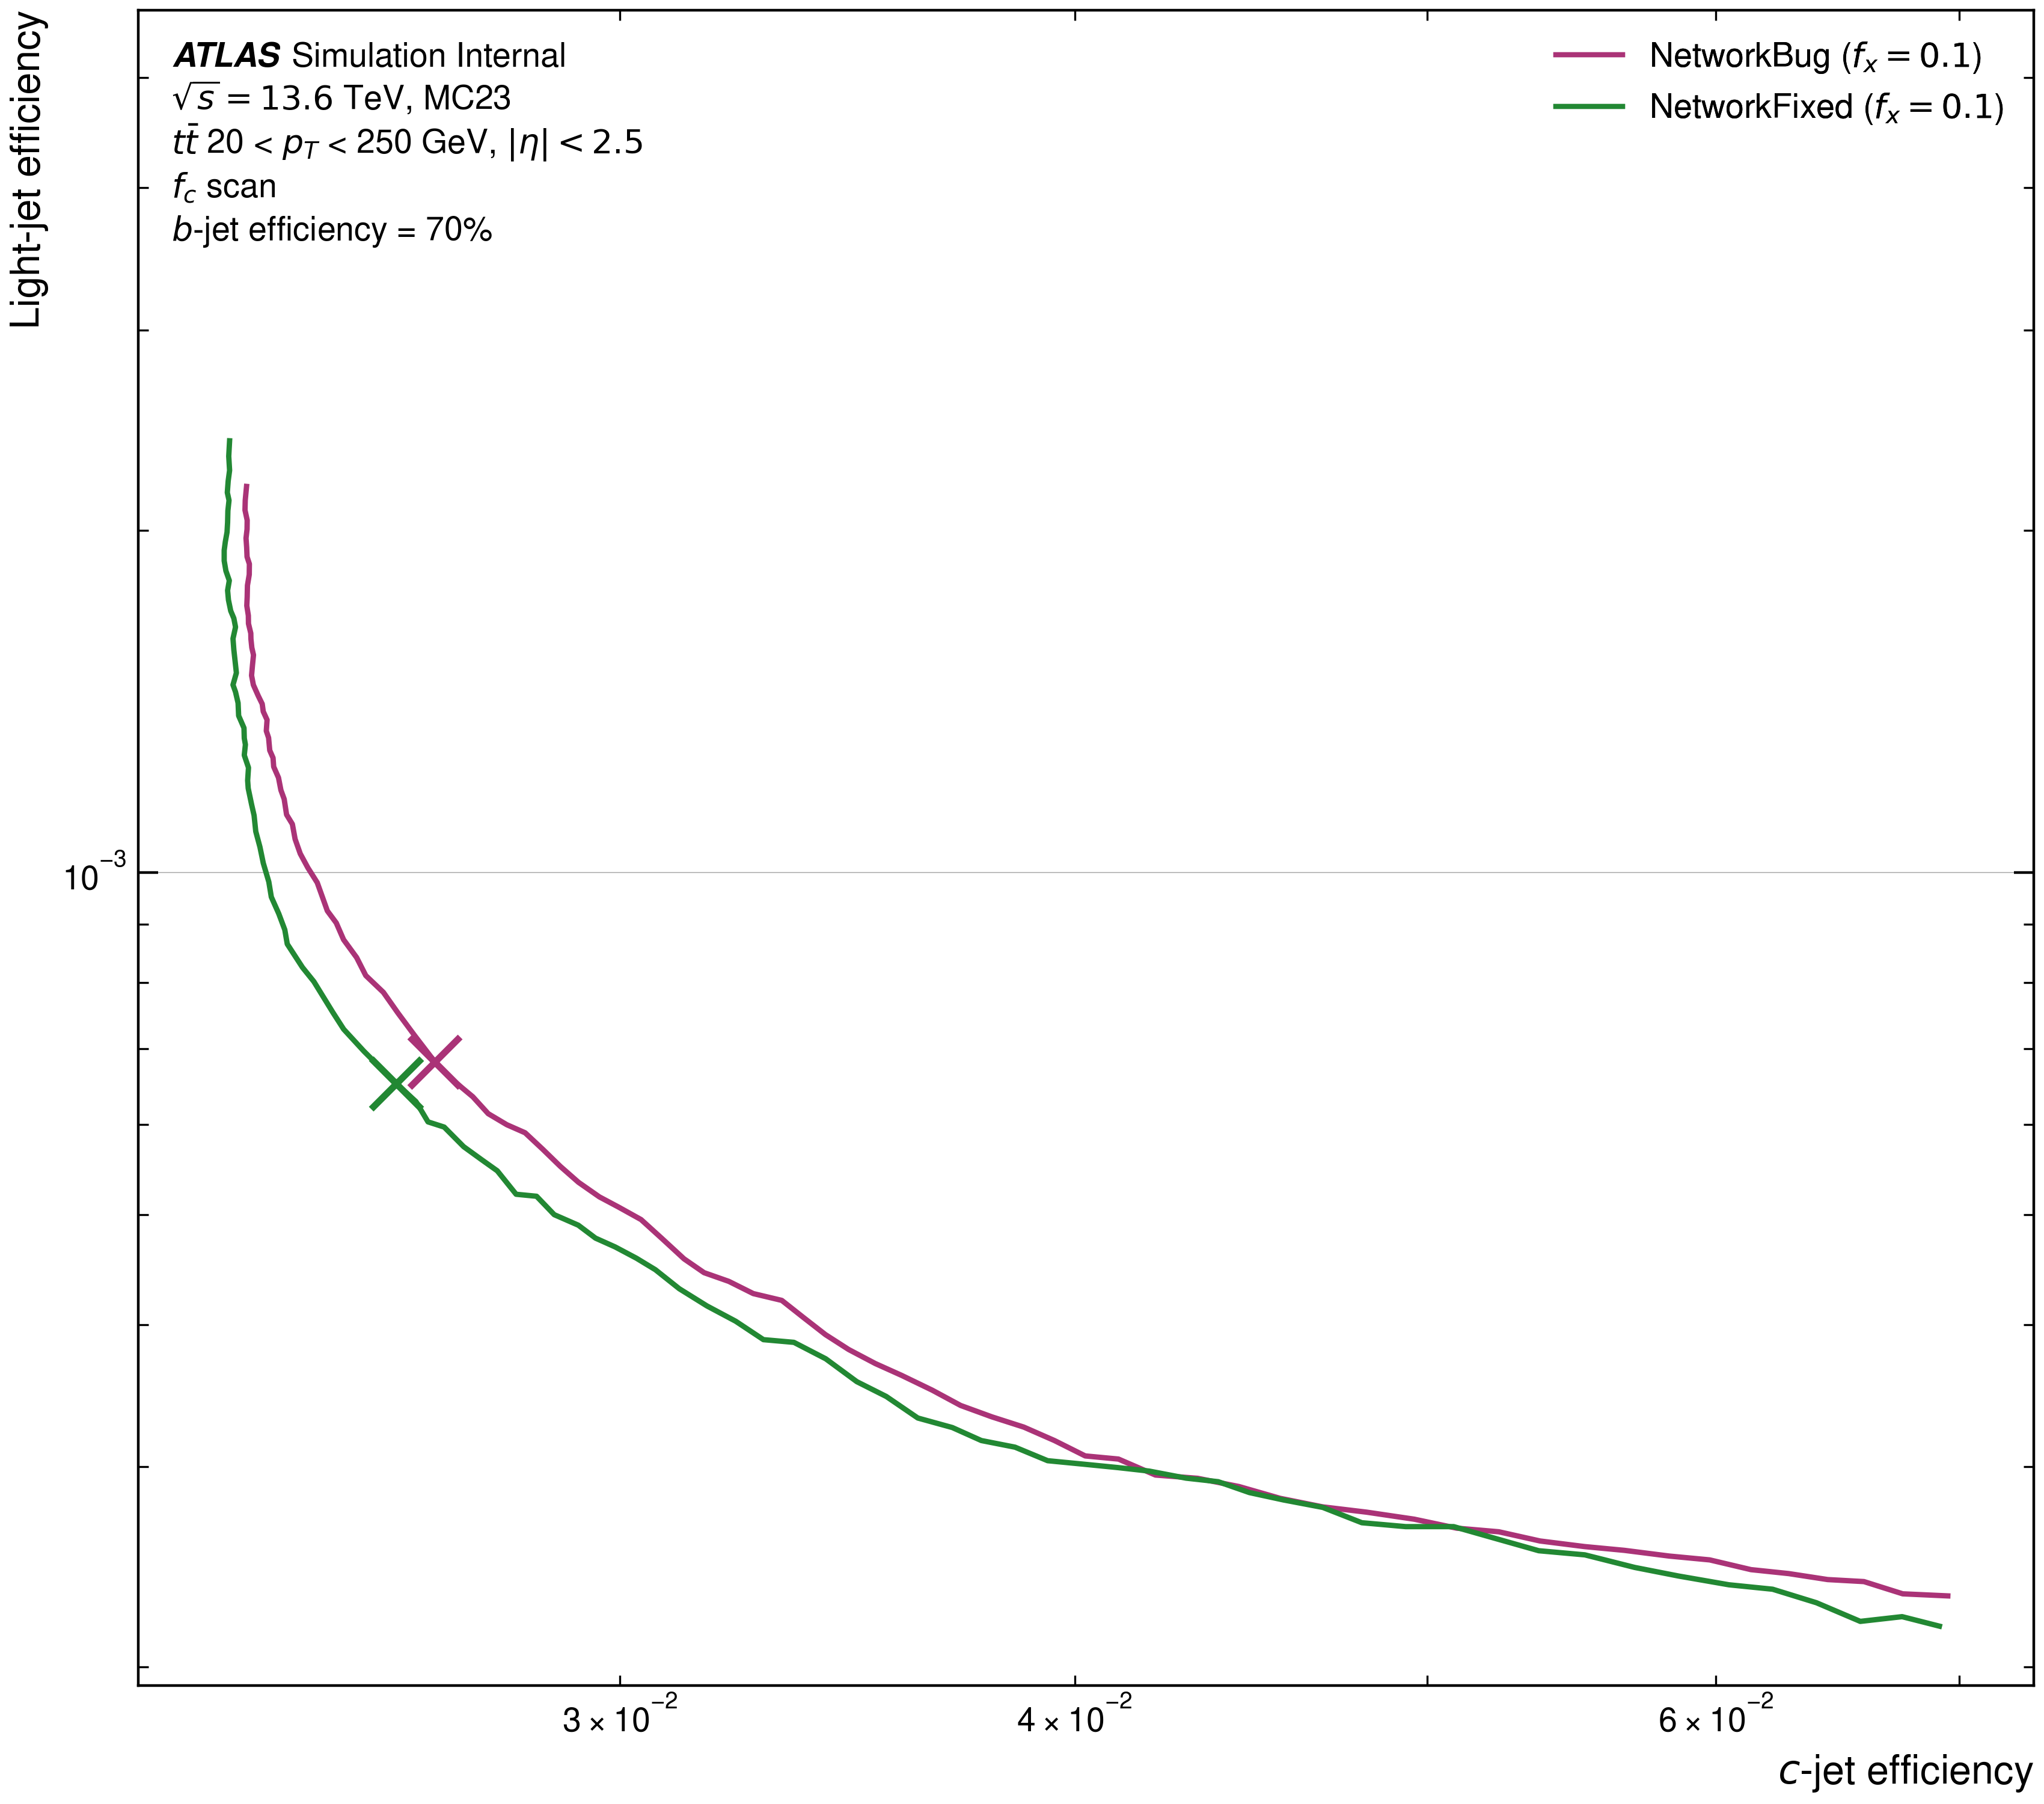 Light-jet efficiency
ATLAS Simulation Internal
√s = 13.6 TeV, MC23
tt̄ 20 < p_T < 250 GeV, |η| < 2.5
f_c scan
b-jet efficiency = 70%
NetworkBug (f_x = 0.1)
NetworkFixed (f_x = 0.1)
10⁻³
3 × 10⁻² 4 × 10⁻² 6 × 10⁻²
c-jet efficiency